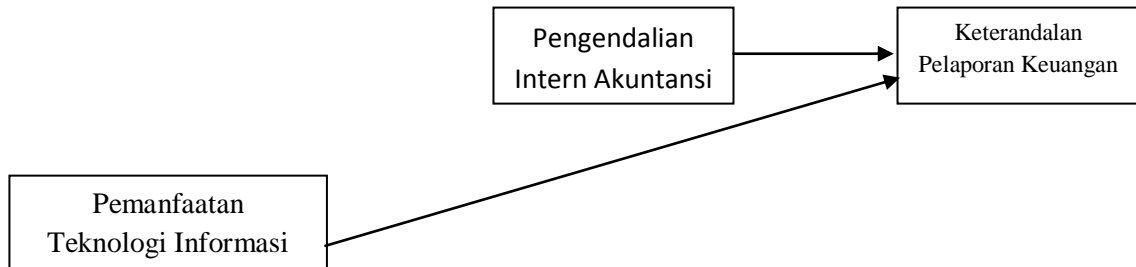 Pengendalian
Intern Akuntansi
Keterandalan
Pelaporan Keuangan
Pemanfaatan
Teknologi Informasi